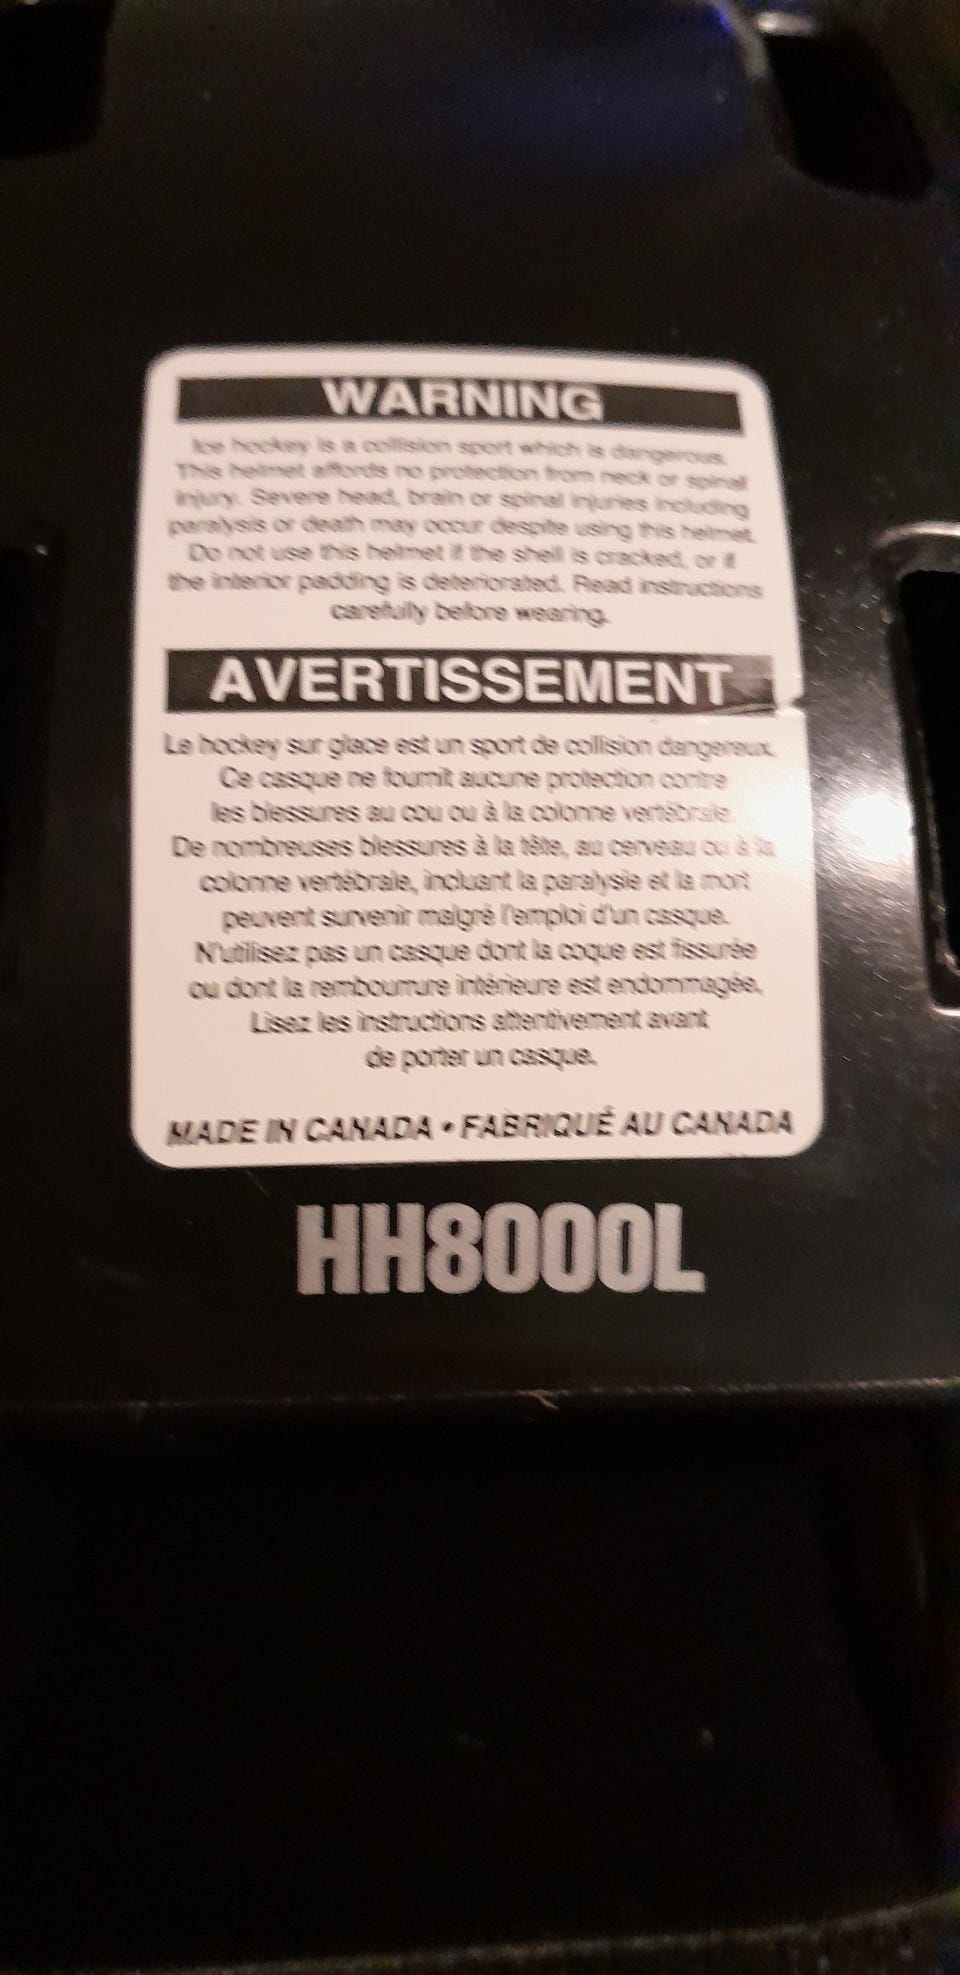 WARNING
Ice hockey is a collision sport which is dangerous.
This helmet affords no protection from neck or spinal
injury. Severe head, brain or spinal injuries including
paralysis or death may occur despite using this helmet.
Do not use this helmet if the shell is cracked, or if
the interior padding is deteriorated. Read instructions
carefully before wearing.
AVERTISSEMENT
Le hockey sur glace est un sport de collision dangereux.
Ce casque ne fournit aucune protection contre
les blessures au cou ou à la colonne vertébrale.
De nombreuses blessures à la tête, au cerveau ou à la
colonne vertébrale, incluant la paralysie et la mort
peuvent survenir malgré l'emploi d'un casque.
N'utilisez pas un casque dont la coque est fissurée
ou dont la rembourrure intérieure est endommagée.
Lisez les instructions attentivement avant
de porter un casque.
MADE IN CANADA • FABRIQUÉ AU CANADA
HH8000L